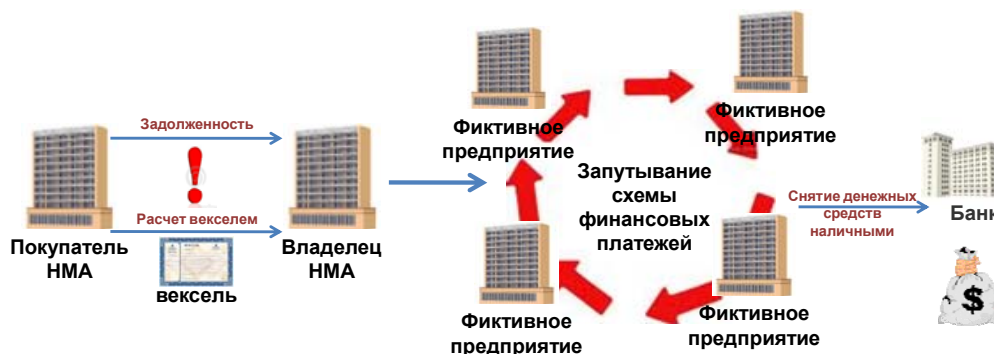 Задолженность
Расчет векселем
Покупатель
НМА
вексель
Владелец
НМА
Фиктивное
предприятие
Фиктивное
предприятие
Запутывание
схемы
финансовых
платежей
Фиктивное
предприятие
Фиктивное
предприятие
Снятие денежных
средств
наличными
Банк
$